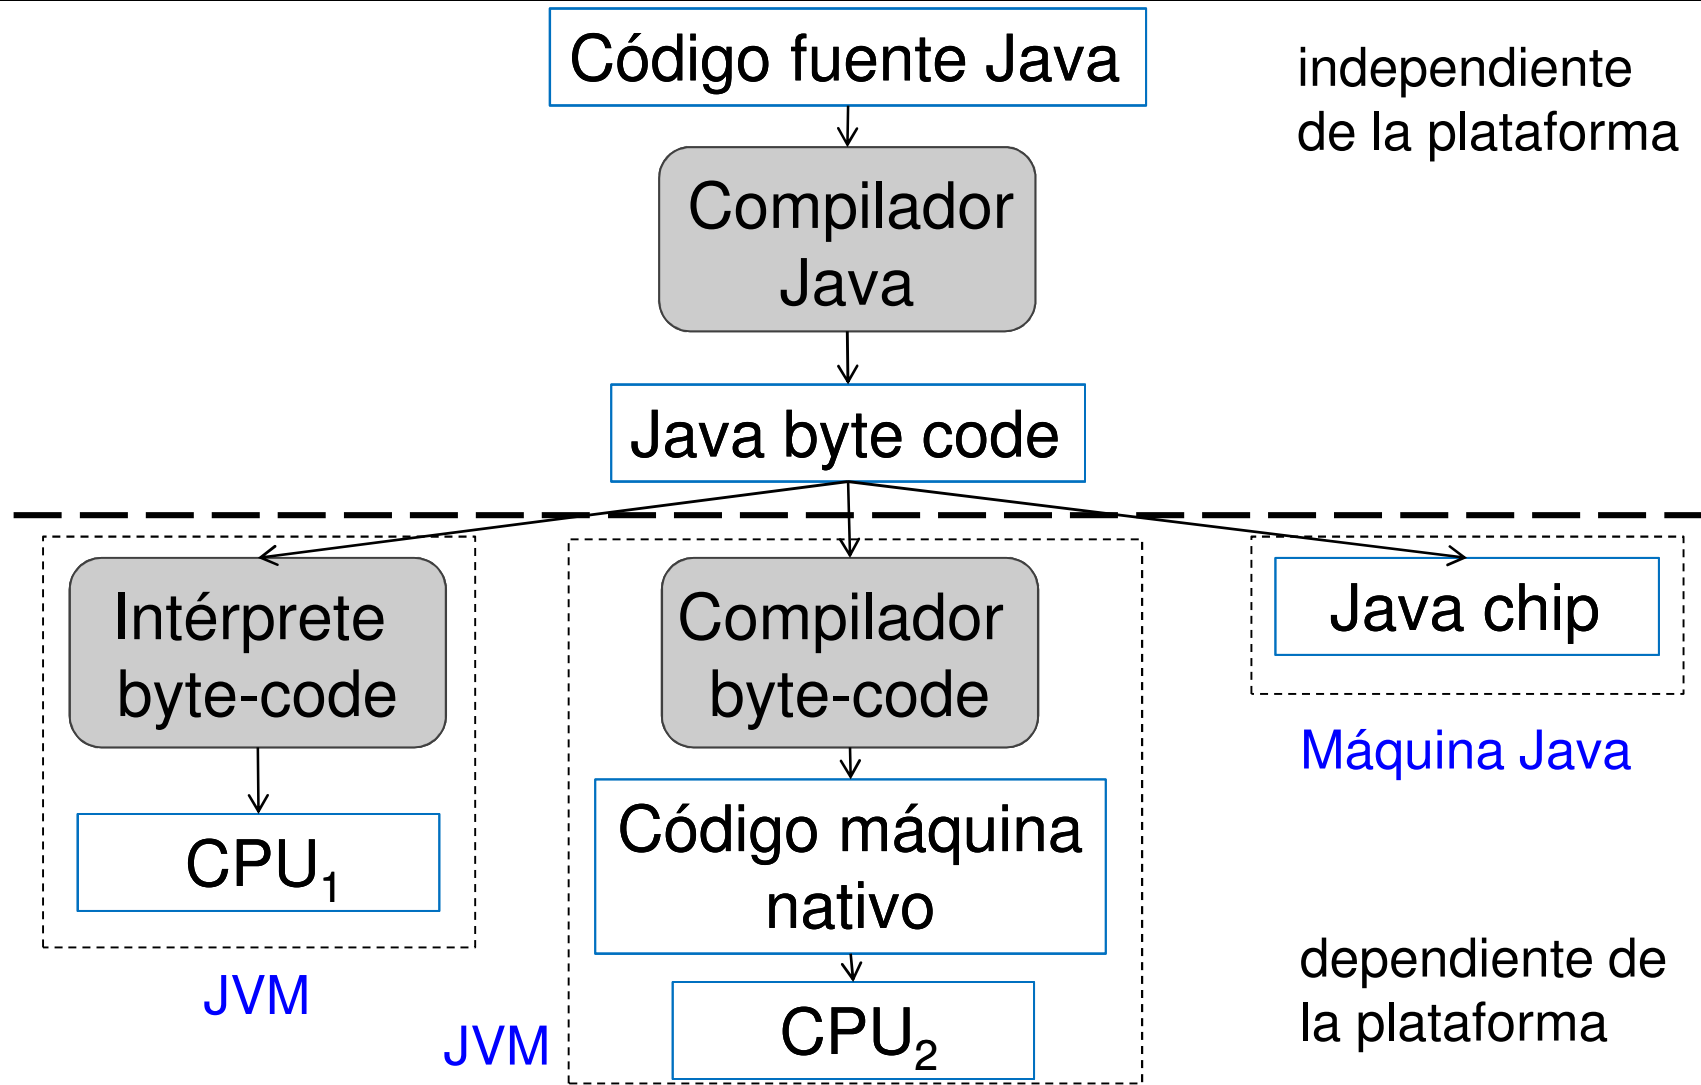 Código fuente Java
independiente
de la plataforma
Compilador
Java
Java byte code
Intérprete
byte-code
CPU₁
JVM
Compilador
byte-code
Código máquina
nativo
CPU₂
JVM
Java chip
Máquina Java
dependiente de
la plataforma